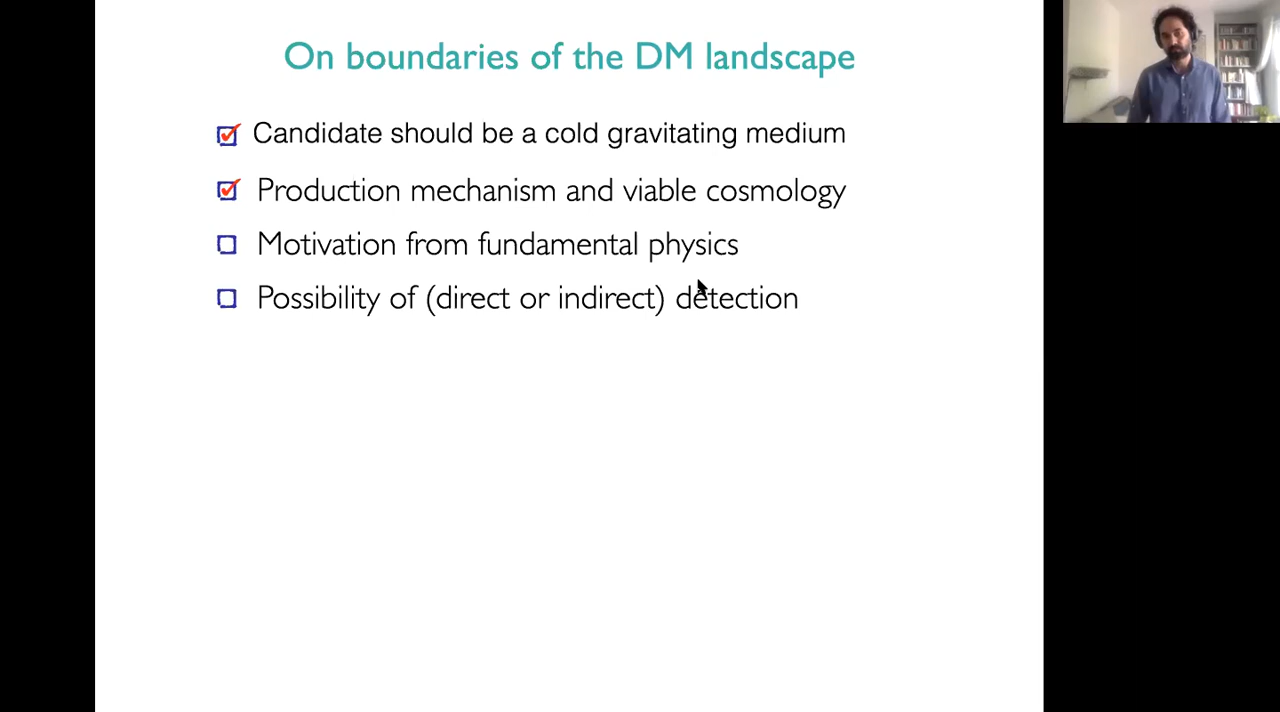 On boundaries of the DM landscape
Candidate should be a cold gravitating medium
Production mechanism and viable cosmology
Motivation from fundamental physics
Possibility of (direct or indirect) detection